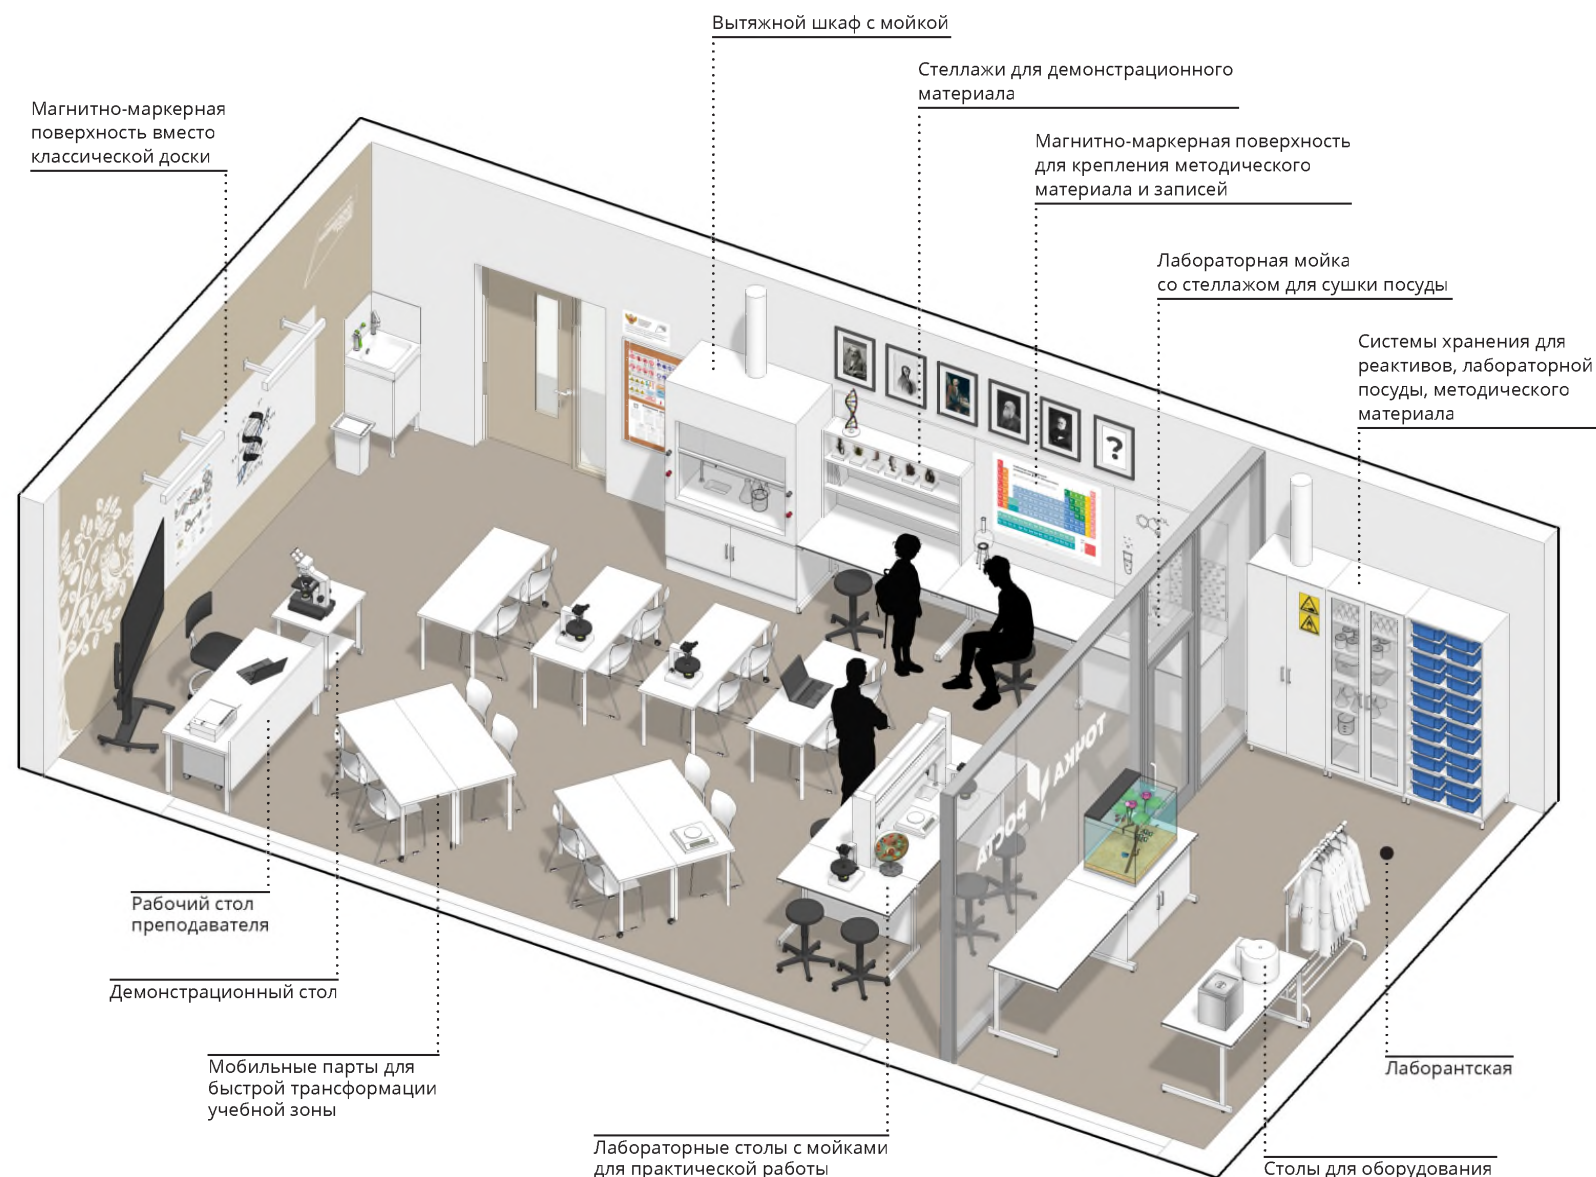 Вытяжной шкаф с мойкой
Стеллажи для демонстрационного
материала
Магнитно-маркерная
поверхность вместо
классической доски
Магнитно-маркерная поверхность
для крепления методического
материала и записей
Лабораторная мойка
со стеллажом для сушки посуды
Системы хранения для
реактивов, лабораторной
посуды, методического
материала
?
ТОЧКА
РОСТА
Рабочий стол
преподавателя
Демонстрационный стол
Мобильные парты для
быстрой трансформации
учебной зоны
Лабораторные столы с мойками
для практической работы
Лаборантская
Столы для оборудования